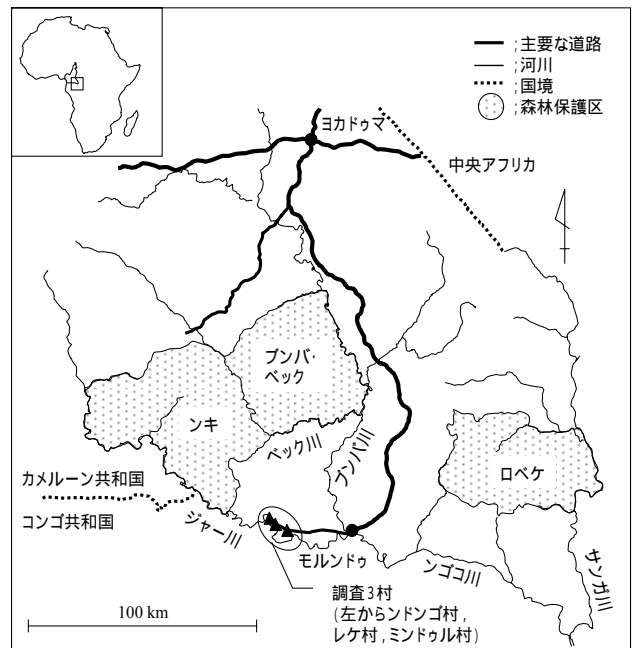 ；主要な道路
；河川
；国境
；森林保護区
ヨカドゥマ
中央アフリカ
ブンバ・
ベック
ンキ
ベック川
ブンバ川
ロベケ
カメルーン共和国
コンゴ共和国
ジャー川
モルンドゥ
ンゴコ川
サンガ川
調査3村
(左からンドンゴ村，
レケ村，ミンドゥル村)
100 km